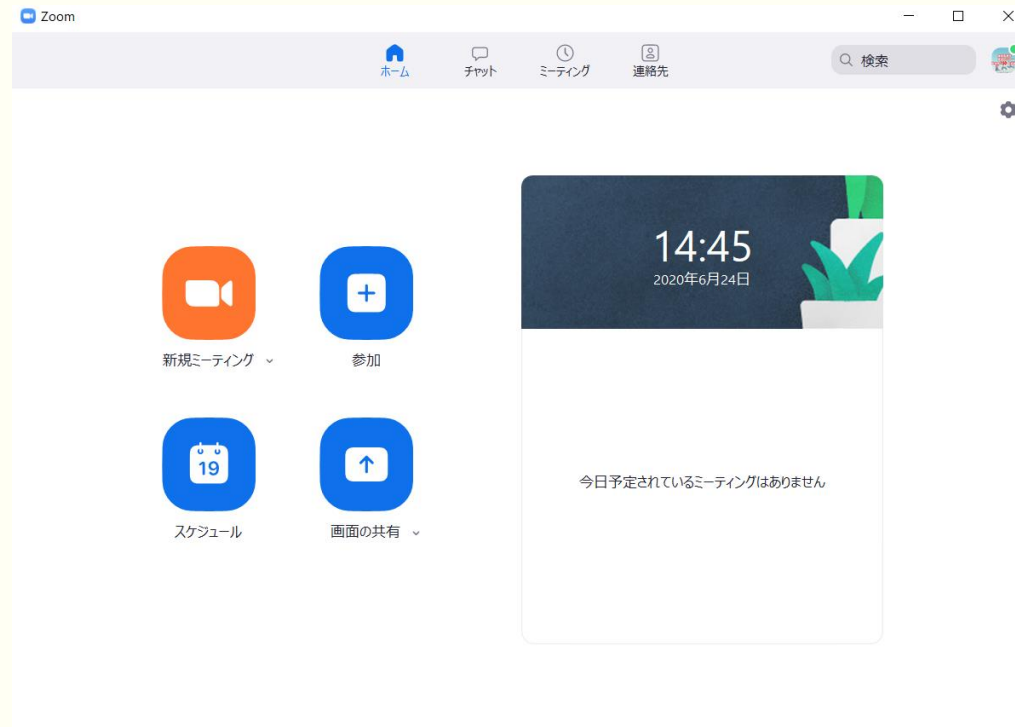 Zoom
ホーム
チャット
ミーティング
連絡先
検索
14:45
2020年6月24日
新規ミーティング
参加
19
スケジュール
画面の共有
今日予定されているミーティングはありません